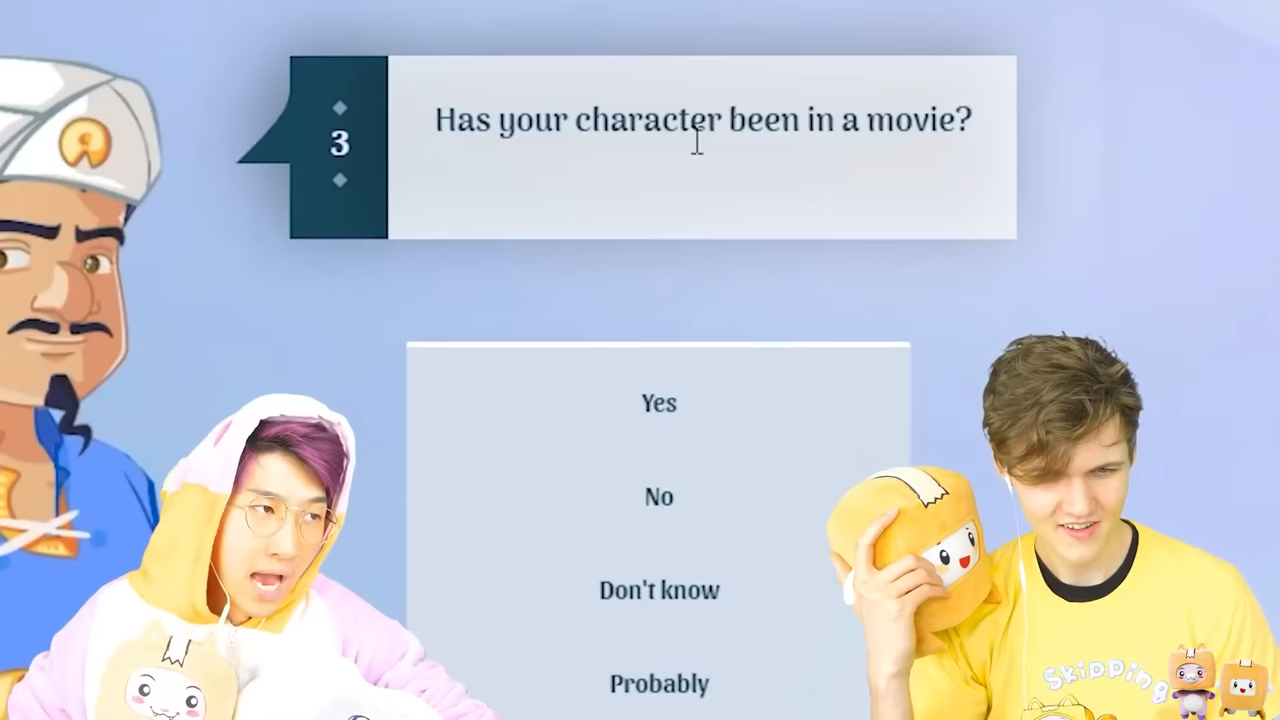 3
Has your character been in a movie?
Yes
No
Don't know
Probably
Skipping